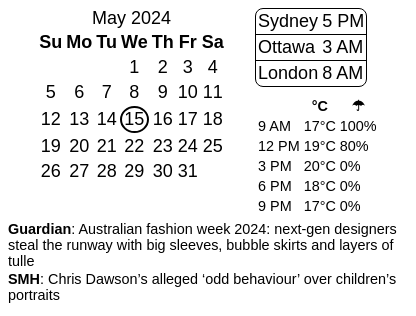 May 2024
Su Mo Tu We Th Fr Sa
1 2 3 4
5 6 7 8 9 10 11
12 13 14 15 16 17 18
19 20 21 22 23 24 25
26 27 28 29 30 31
Sydney 5 PM
Ottawa 3 AM
London 8 AM
°C ☂
9 AM 17°C 100%
12 PM 19°C 80%
3 PM 20°C 0%
6 PM 18°C 0%
9 PM 17°C 0%
Guardian: Australian fashion week 2024: next-gen designers
steal the runway with big sleeves, bubble skirts and layers of
tulle
SMH: Chris Dawson’s alleged ‘odd behaviour’ over children’s
portraits